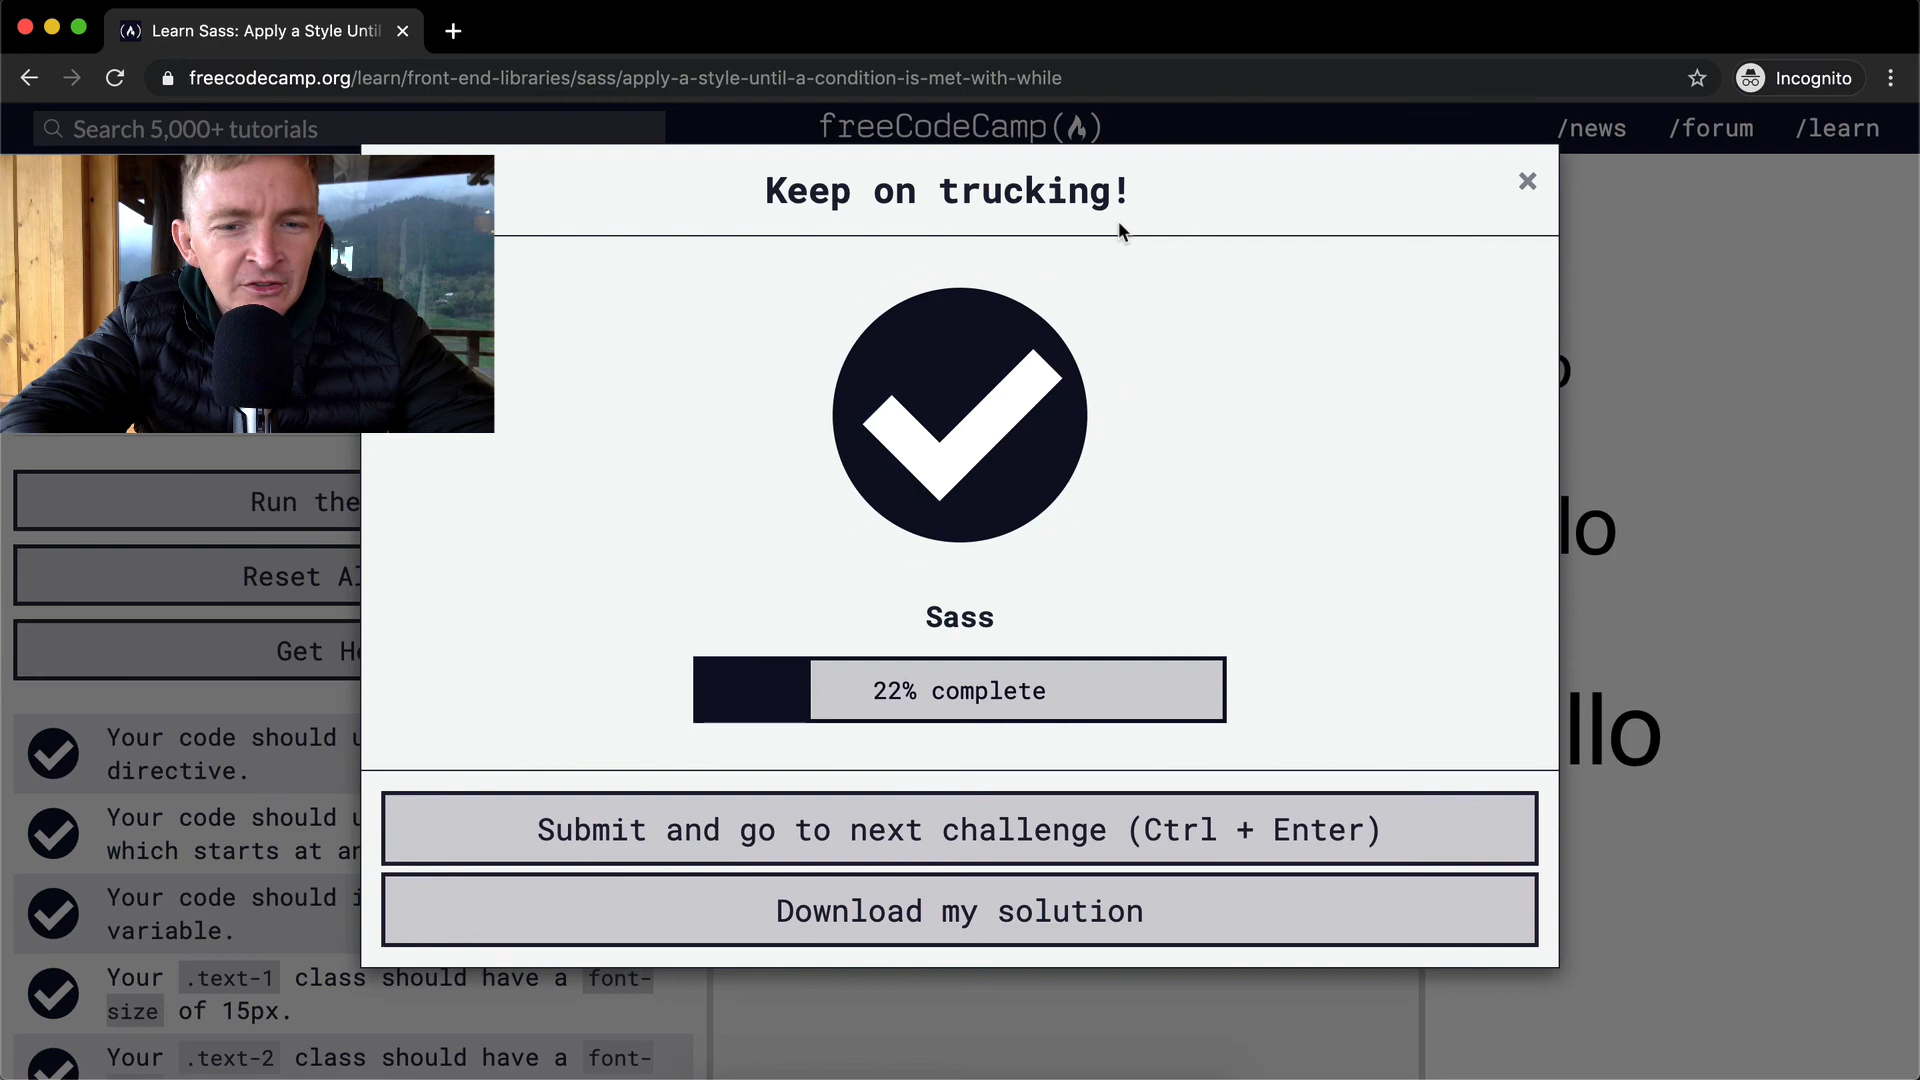 Learn Sass: Apply a Style Until
freecodecamp.org/learn/front-end-libraries/sass/apply-a-style-until-a-condition-is-met-with-while
Incognito
Search 5,000+ tutorials
freeCodeCamp
/news /forum /learn
Keep on trucking!
Sass
22% complete
Submit and go to next challenge (Ctrl + Enter)
Download my solution
Run the
Reset Al
Get He
Your code should u
directive.
Your code should u
which starts at an
Your code should i
variable.
Your .text-1 class should have a font-
size of 15px.
Your .text-2 class should have a font-
o
lo
llo